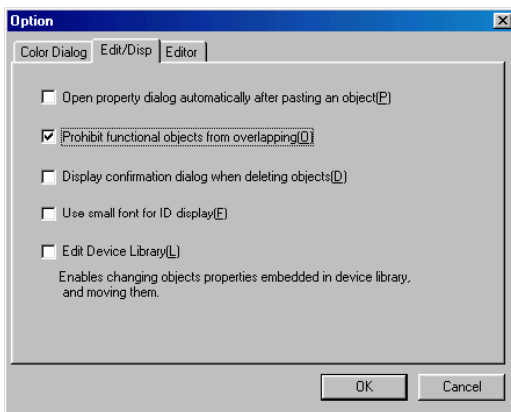 Option
Color Dialog Edit/Disp Editor
Open property dialog automatically after pasting an object(P)
Prohibit functional objects from overlapping(O)
Display confirmation dialog when deleting objects(D)
Use small font for ID display(F)
Edit Device Library(L)
Enables changing objects properties embedded in device library,
and moving them.
OK Cancel